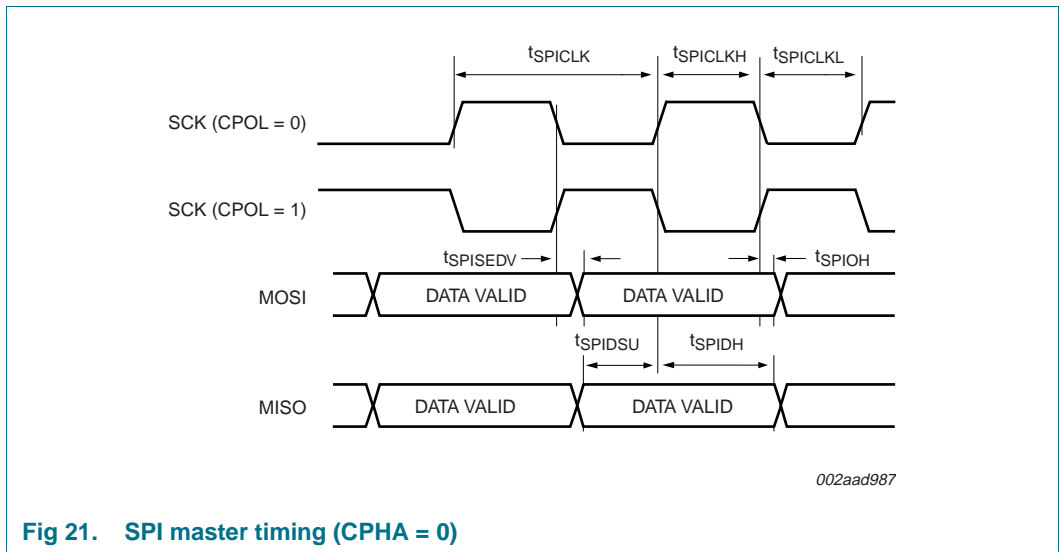 tSPICLK tSPICLKH tSPICLKL
SCK (CPOL = 0)
SCK (CPOL = 1)
tSPISEDV tSPIOH
MOSI DATA VALID DATA VALID
tSPIDSU tSPIDH
MISO DATA VALID DATA VALID
002aad987
Fig 21. SPI master timing (CPHA = 0)